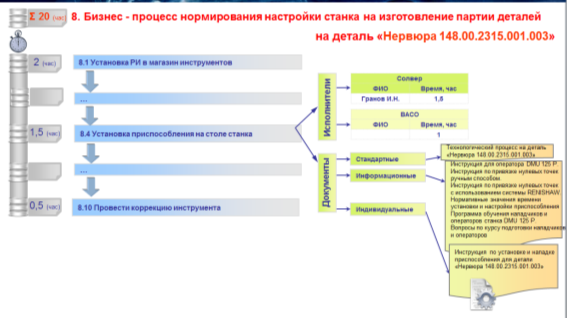 Σ 20 (час) 8. Бизнес - процесс нормирования настройки станка на изготовление партии деталей
на деталь «Нервюра 148.00.2315.001.003»
2 (час)
8.1 Установка РИ в магазин инструментов
...
1,5 (час)
8.4 Установка приспособления на столе станка
...
0,5 (час)
8.10 Провести коррекцию инструмента
Исполнители
Солвер
ФИО Время, час
Гранов И.Н. 1,5
ВАСО
ФИО Время, час
1
Документы
Стандартные
Информационные
Индивидуальные
Технологический процесс на деталь
«Нервюра 148.00.2315.001.003»
Инструкция для оператора DMU 125 P.
Инструкция по привязке нулевых точек
ручным способом.
Инструкция по привязке нулевых точек
с использованием системы RENISHAW.
Нормативные значения времени
установки и настройки приспособления
Программа обучения наладчиков и
операторов станка DMU 125 P.
Вопросы по курсу подготовки наладчиков
и операторов
Инструкция по установке и наладке
приспособления для детали
«Нервюра 148.00.2315.001.003»